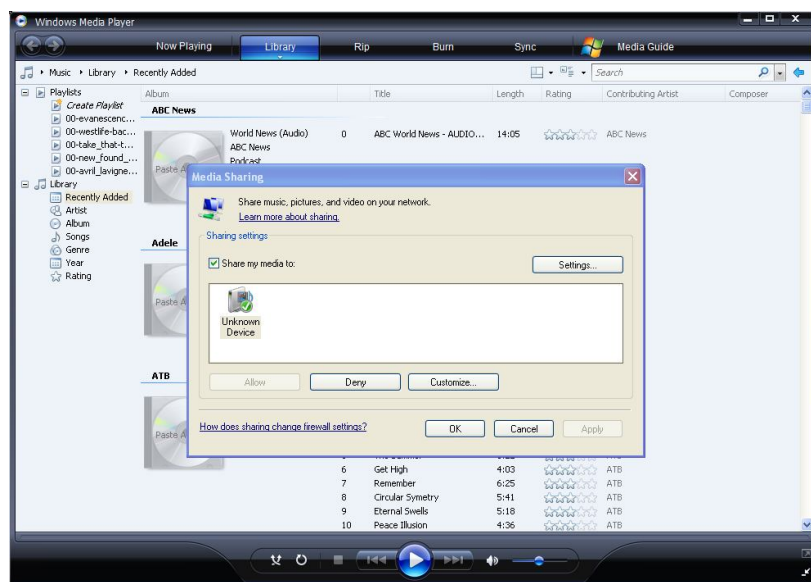 Windows Media Player
Now Playing Library Rip Burn Sync Media Guide
Music Library Recently Added Search
Playlists
Create Playlist
00-evanescenc...
00-westlife-bac...
00-take_that-t...
00-new_found_...
00-avril_lavigne...
Library
Recently Added
Artist
Album
Songs
Genre
Year
Rating
Album Title Length Rating Contributing Artist Composer
ABC News
World News (Audio) 0 ABC World News - AUDIO... 14:05 ABC News
ABC News
Podcast
Paste A
Adele
Paste A
ATB
Paste A
Media Sharing
Share music, pictures, and video on your network.
Learn more about sharing.
Sharing settings
Share my media to:
Settings...
Unknown
Device
Allow Deny Customize...
How does sharing change firewall settings?
OK Cancel Apply
6 Get High 4:03 ATB
7 Remember 6:25 ATB
8 Circular Symetry 5:41 ATB
9 Eternal Swells 5:18 ATB
10 Peace Illusion 4:36 ATB